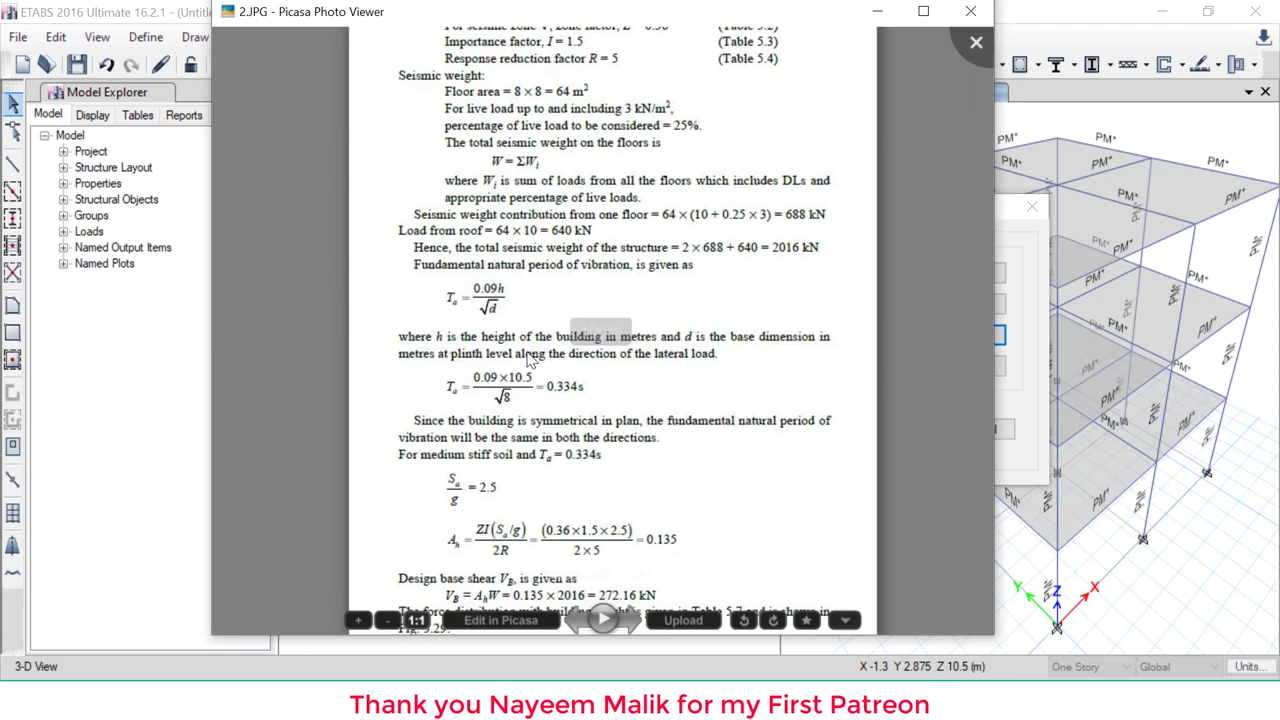 ETABS 2016 Ultimate 16.2.1 - (Untitle
2.JPG - Picasa Photo Viewer
File Edit View Define Draw
Model Explorer
Model Display Tables Reports
Model
Project
Structure Layout
Properties
Structural Objects
Groups
Loads
Named Output Items
Named Plots
Importance factor, I = 1.5 (Table 5.3)
Response reduction factor R = 5 (Table 5.4)
Seismic weight:
Floor area = 8 × 8 = 64 m²
For live load up to and including 3 kN/m²,
percentage of live load to be considered = 25%.
The total seismic weight on the floors is
W = ΣWi
where Wi is sum of loads from all the floors which includes DLs and
appropriate percentage of live loads.
Seismic weight contribution from one floor = 64 × (10 + 0.25 × 3) = 688 kN
Load from roof = 64 × 10 = 640 kN
Hence, the total seismic weight of the structure = 2 × 688 + 640 = 2016 kN
Fundamental natural period of vibration, is given as
Ta = 0.09h / √d
where h is the height of the building in metres and d is the base dimension in
metres at plinth level along the direction of the lateral load.
Ta = 0.09 × 10.5 / √8 = 0.334s
Since the building is symmetrical in plan, the fundamental natural period of
vibration will be the same in both the directions.
For medium stiff soil and Ta = 0.334s
Sa / g = 2.5
Ah = ZI(Sa/g) / 2R = (0.36×1.5×2.5) / 2×5 = 0.135
Design base shear VB, is given as
VB = AhW = 0.135 × 2016 = 272.16 kN
1:1 Edit in Picasa Upload
PM" PM" PM" PM" PM" PM" PM" PM" PM" PM"
Y Z X
3-D View X -1.3 Y 2.875 Z 10.5 (m) One Story Global Units...
Thank you Nayeem Malik for my First Patreon